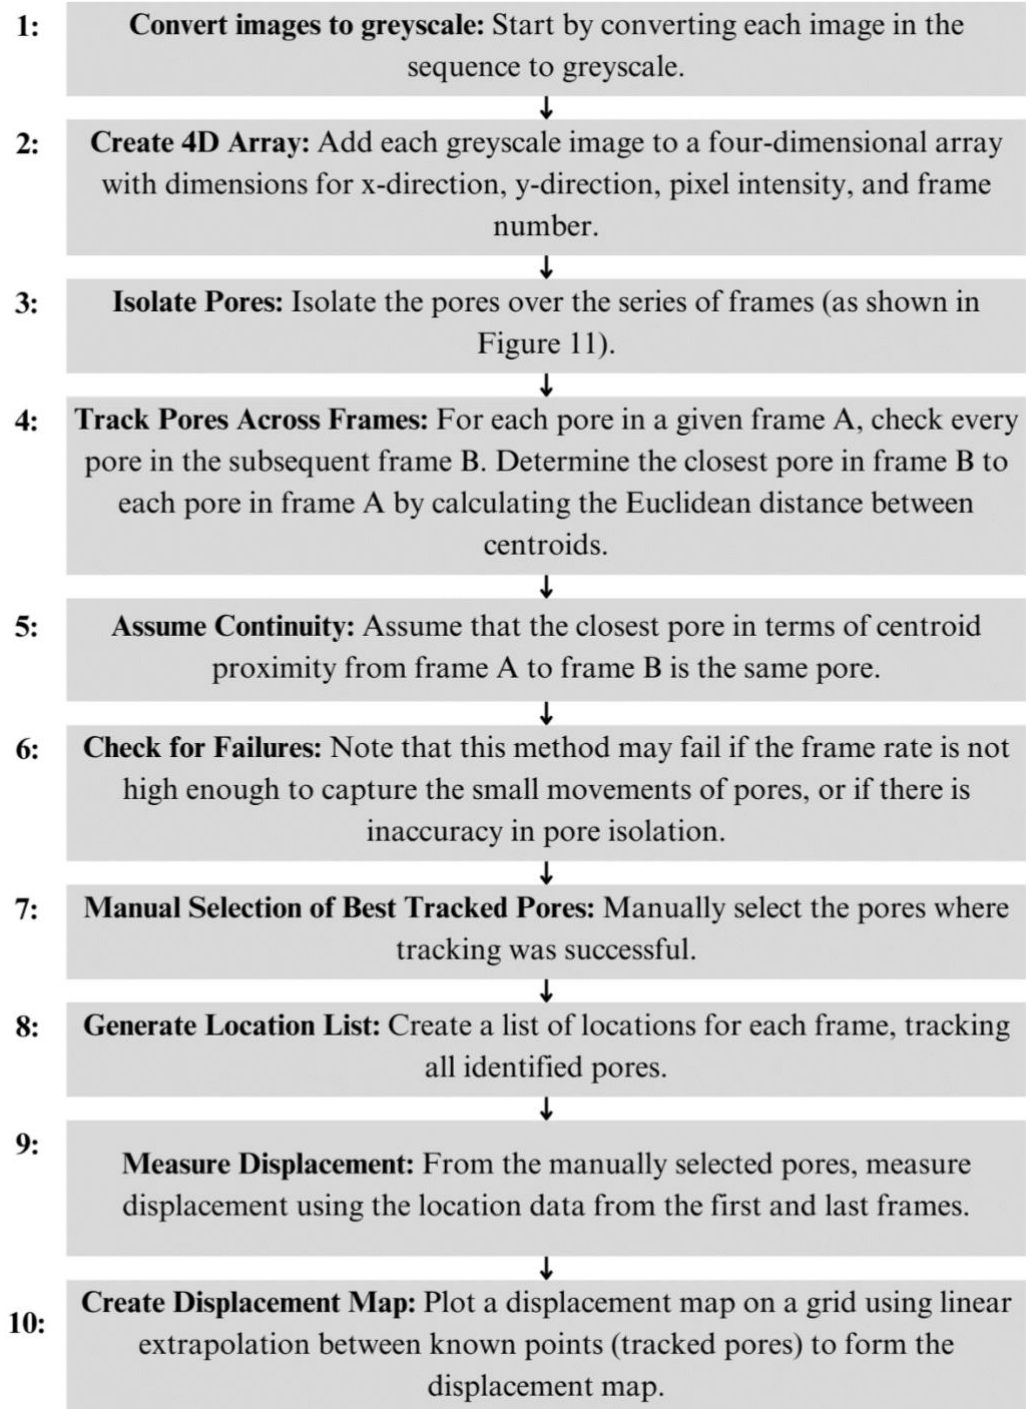 1: Convert images to greyscale: Start by converting each image in the
sequence to greyscale.
2: Create 4D Array: Add each greyscale image to a four-dimensional array
with dimensions for x-direction, y-direction, pixel intensity, and frame
number.
3: Isolate Pores: Isolate the pores over the series of frames (as shown in
Figure 11).
4: Track Pores Across Frames: For each pore in a given frame A, check every
pore in the subsequent frame B. Determine the closest pore in frame B to
each pore in frame A by calculating the Euclidean distance between
centroids.
5: Assume Continuity: Assume that the closest pore in terms of centroid
proximity from frame A to frame B is the same pore.
6: Check for Failures: Note that this method may fail if the frame rate is not
high enough to capture the small movements of pores, or if there is
inaccuracy in pore isolation.
7: Manual Selection of Best Tracked Pores: Manually select the pores where
tracking was successful.
8: Generate Location List: Create a list of locations for each frame, tracking
all identified pores.
9: Measure Displacement: From the manually selected pores, measure
displacement using the location data from the first and last frames.
10: Create Displacement Map: Plot a displacement map on a grid using linear
extrapolation between known points (tracked pores) to form the
displacement map.